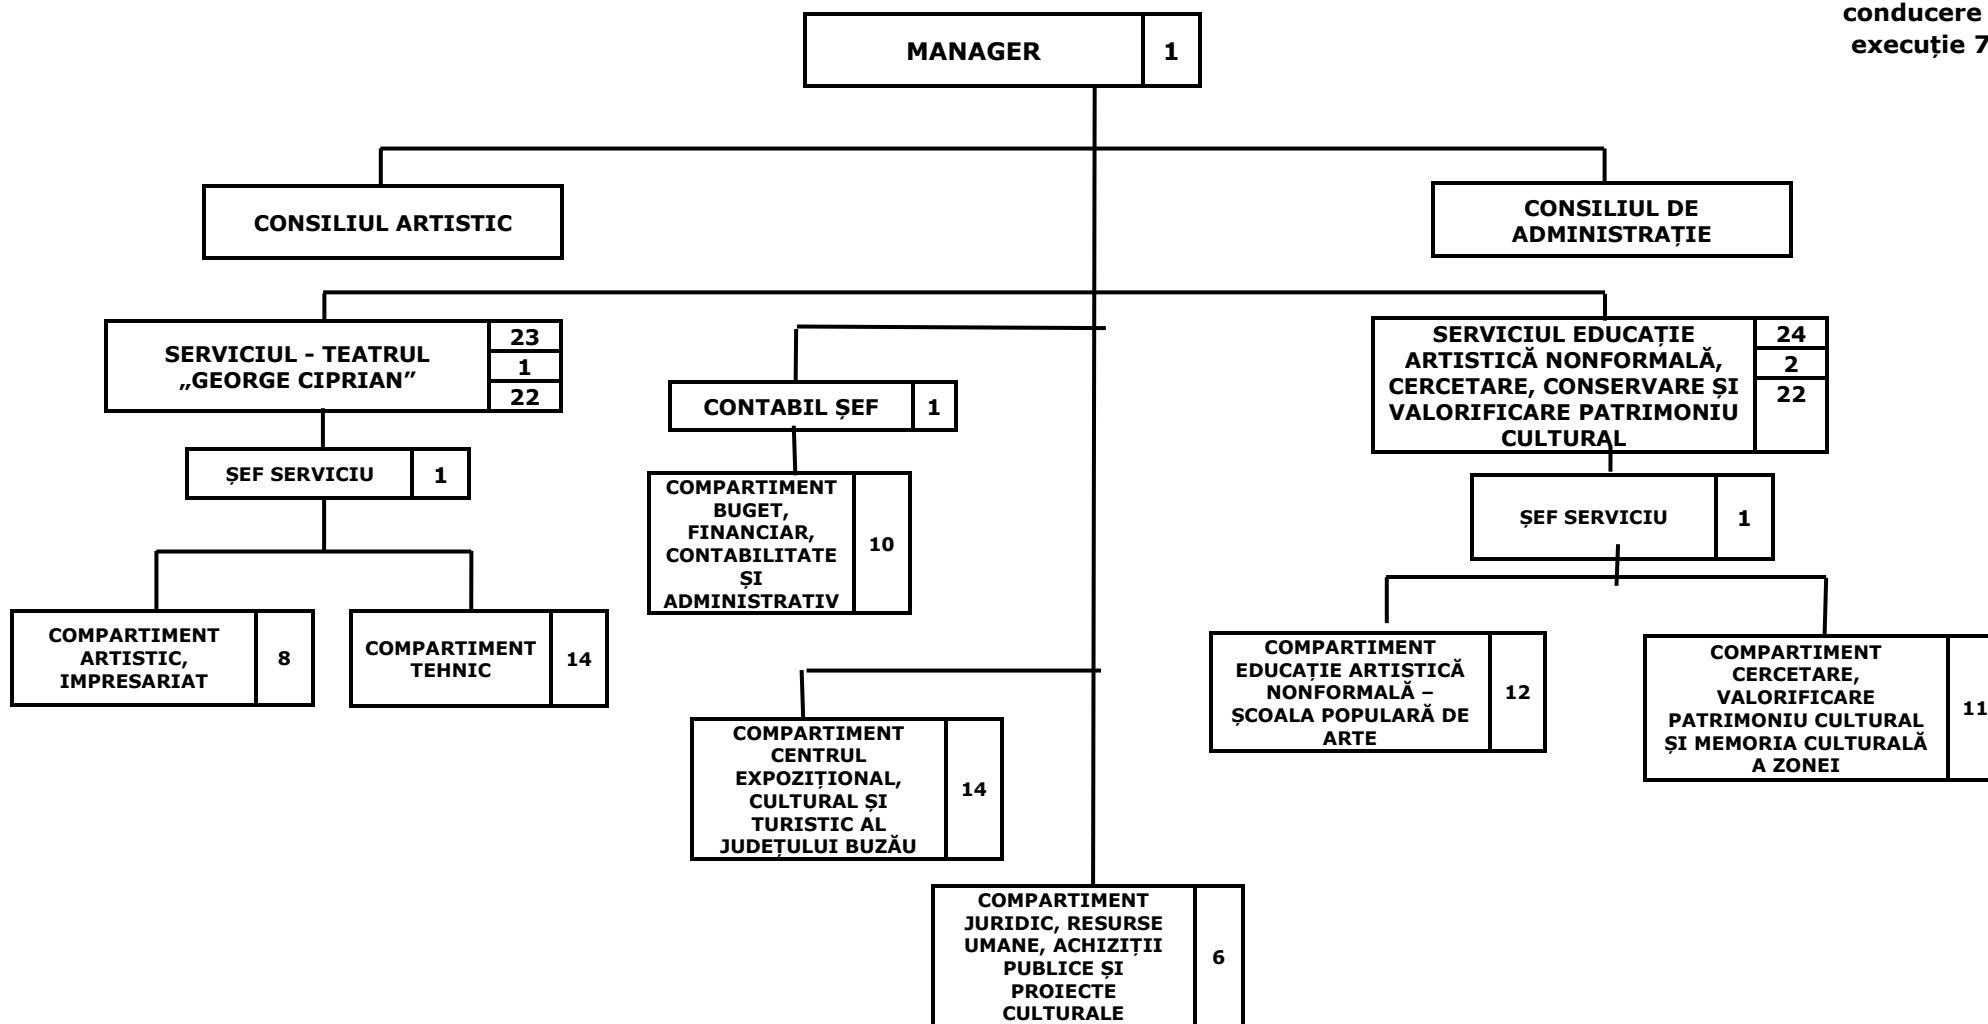 conducere
execuție 7
MANAGER 1
CONSILIUL ARTISTIC
CONSILIUL DE
ADMINISTRAȚIE
SERVICIUL - TEATRUL
„GEORGE CIPRIAN”
23
1
22
SERVICIUL EDUCAȚIE
ARTISTICĂ NONFORMALĂ,
CERCETARE, CONSERVARE ȘI
VALORIFICARE PATRIMONIU
CULTURAL
24
2
22
CONTABIL ȘEF 1
ȘEF SERVICIU 1
COMPARTIMENT
BUGET,
FINANCIAR,
CONTABILITATE
ȘI
ADMINISTRATIV
10
ȘEF SERVICIU 1
COMPARTIMENT
ARTISTIC,
IMPRESARIAT
8
COMPARTIMENT
TEHNIC
14
COMPARTIMENT
EDUCAȚIE ARTISTICĂ
NONFORMALĂ –
ȘCOALA POPULARĂ DE
ARTE
12
COMPARTIMENT
CERCETARE,
VALORIFICARE
PATRIMONIU CULTURAL
ȘI MEMORIA CULTURALĂ
A ZONEI
11
COMPARTIMENT
CENTRUL
EXPOZIȚIONAL,
CULTURAL ȘI
TURISTIC AL
JUDEȚULUI BUZĂU
14
COMPARTIMENT
JURIDIC, RESURSE
UMANE, ACHIZIȚII
PUBLICE ȘI
PROIECTE
CULTURALE
6